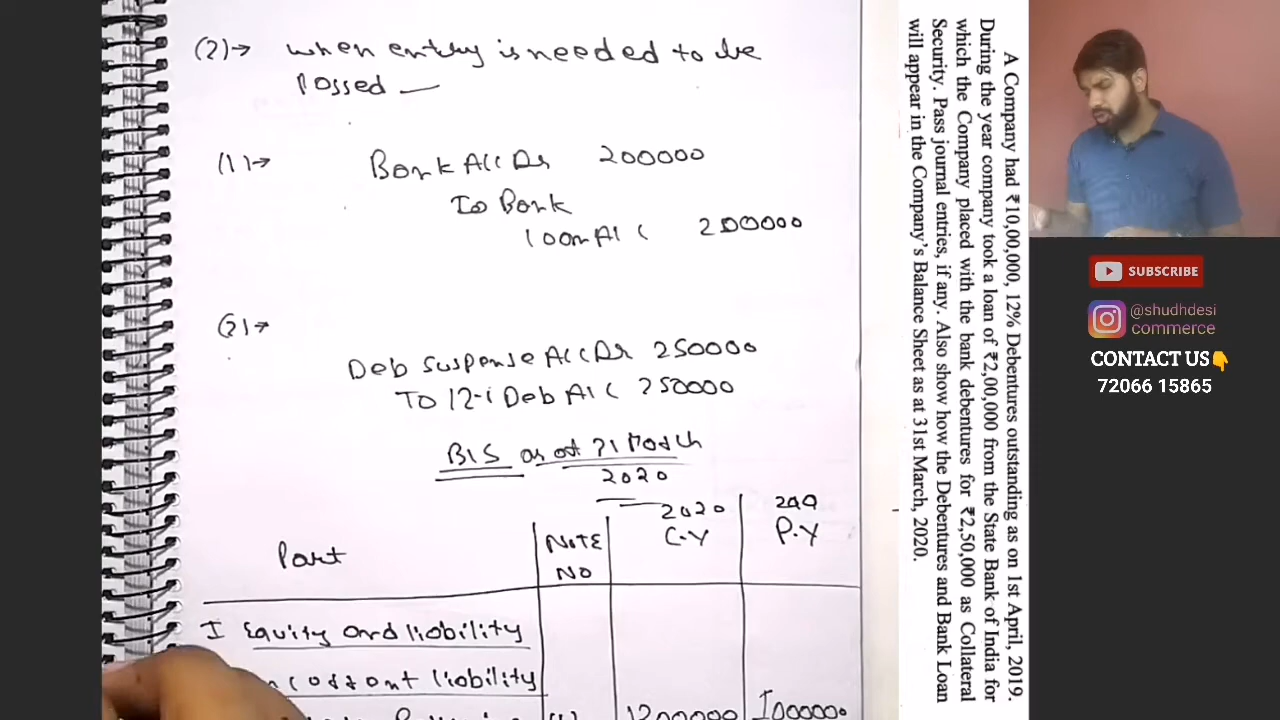 (2)→ when entry is needed to be
Possed —
(1)→ Bank A/C Dr 200000
To Bank
loan A/C 200000
(2)→
Deb suspense A/C Dr 250000
To 12% Deb A/C 250000
B/S as at 31 March
2020
Part
NOTE
NO
2020
C.Y
2019
P.Y
I Equity and liability
liability
(1) 1200000 1000000
A Company had ₹10,00,000, 12% Debentures outstanding as on 1st April, 2019.
During the year company took a loan of ₹2,00,000 from the State Bank of India for
which the Company placed with the bank debentures for ₹2,50,000 as Collateral
Security. Pass journal entries, if any. Also show how the Debentures and Bank Loan
will appear in the Company's Balance Sheet as at 31st March, 2020.
SUBSCRIBE
@shudhdesi
commerce
CONTACT US👇
72066 15865